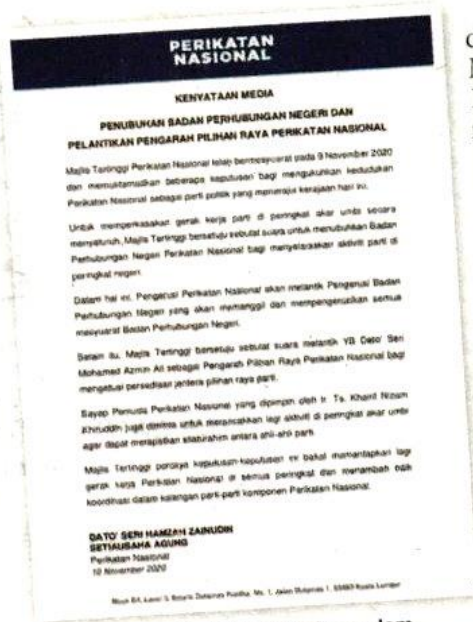 PERIKATAN
NASIONAL
KENYATAAN MEDIA
PENUBUHAN BADAN PERHUBUNGAN NEGERI DAN
PELANTIKAN PENGARAH PILIHAN RAYA PERIKATAN NASIONAL
Majlis Tertinggi Perikatan Nasional telah bermesyuarat pada 9 November 2020
dan memuktamadkan beberapa keputusan bagi mengukuhkan kedudukan
Perikatan Nasional sebagai parti politik yang menerajui kerajaan hari ini.
Untuk memperkasakan gerak kerja parti di peringkat akar umbi secara
menyeluruh, Majlis Tertinggi bersetuju sebulat suara untuk menubuhkan Badan
Perhubungan Negeri Perikatan Nasional bagi menyelaraskan aktiviti parti di
peringkat negeri.
Dalam hal ini, Pengerusi Perikatan Nasional akan melantik Pengerusi Badan
Perhubungan Negeri yang akan memanggil dan mempengerusikan semua
mesyuarat Badan Perhubungan Negeri.
Selain itu, Majlis Tertinggi bersetuju sebulat suara melantik YB Dato' Seri
Mohamed Azmin Ali sebagai Pengarah Pilihan Raya Perikatan Nasional bagi
mengetuai persediaan jentera pilihan raya parti.
Sayap Pemuda Perikatan Nasional yang dipimpin oleh Ir. Ts. Khairil Nizam
Khirudin juga diminta untuk merancakkan lagi aktiviti di peringkat akar umbi
agar dapat merapatkan silaturahim antara ahli-ahli parti.
Majlis Tertinggi percaya keputusan-keputusan ini bakal memantapkan lagi
gerak kerja Perikatan Nasional di semua peringkat dan menambah baik
koordinasi dalam kalangan parti-parti komponen Perikatan Nasional.
DATO' SERI HAMZAH ZAINUDIN
SETIAUSAHA AGUNG
Perikatan Nasional
10 November 2020